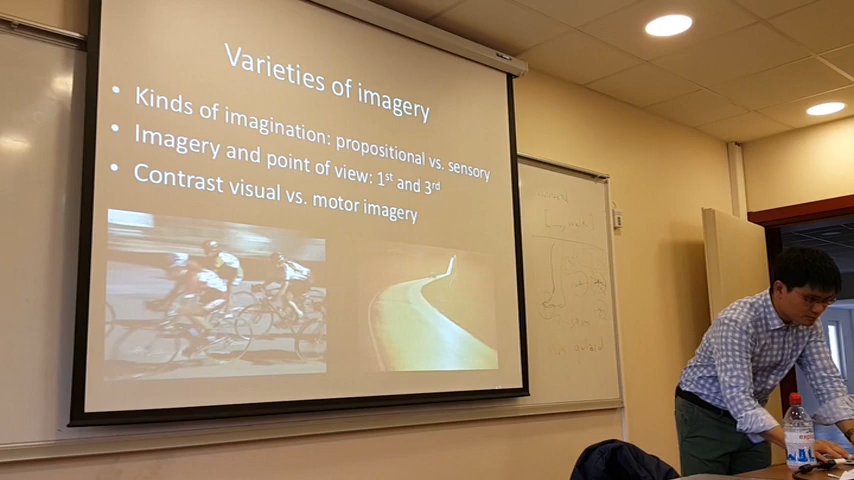 Varieties of imagery
• Kinds of imagination: propositional vs. sensory
• Imagery and point of view: 1st and 3rd
• Contrast visual vs. motor imagery